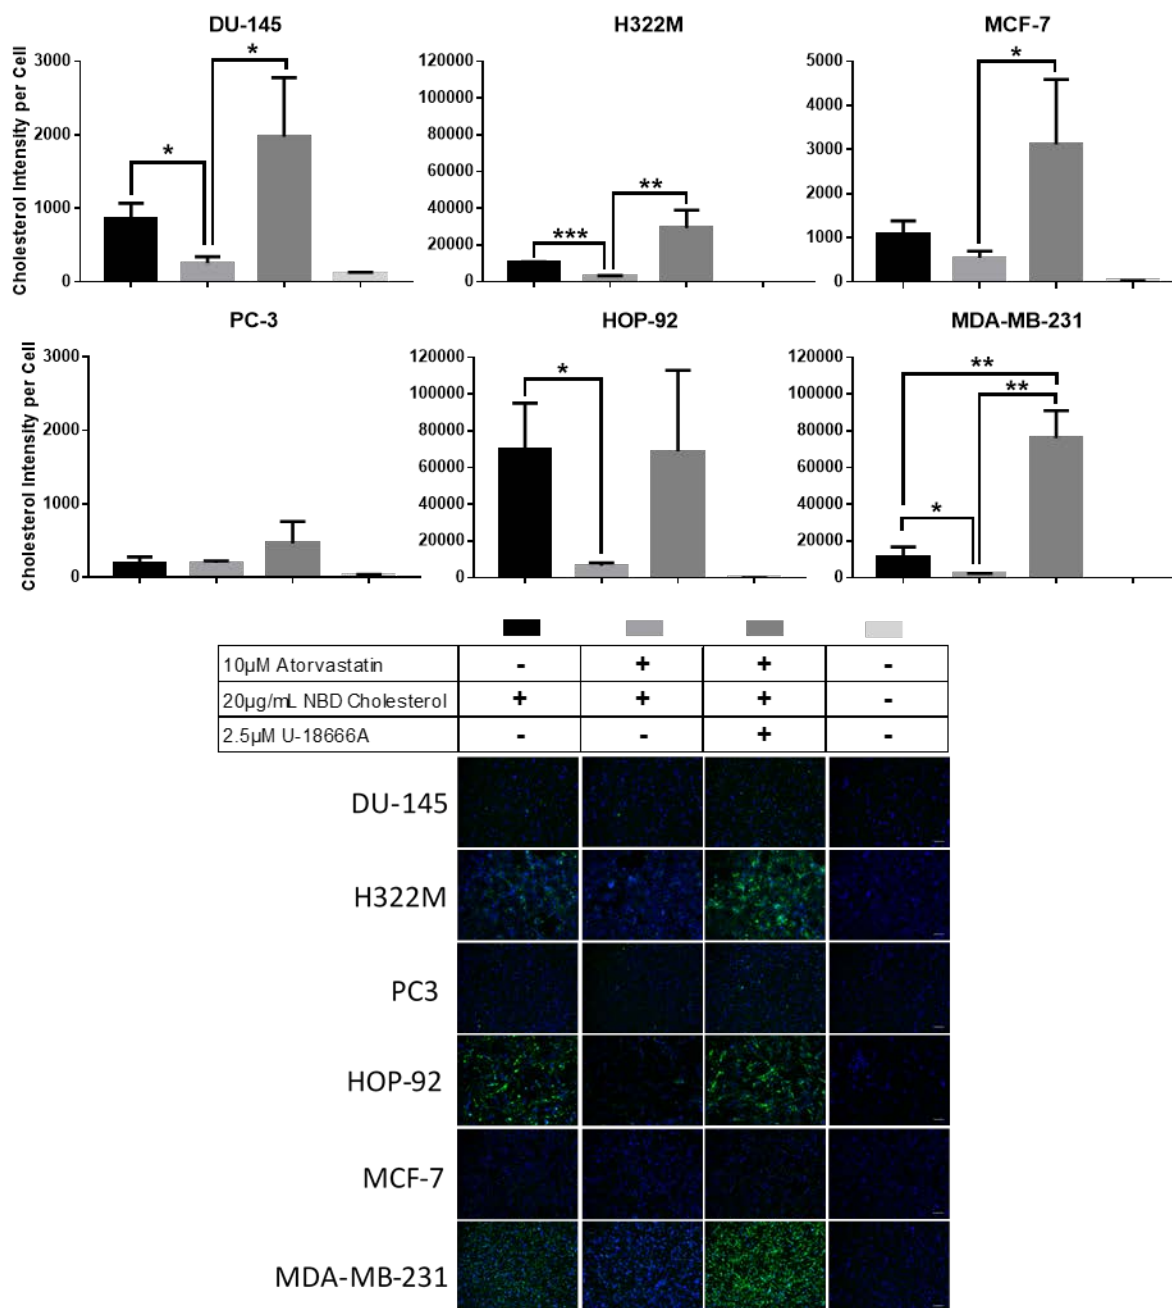 DU-145
H322M
MCF-7
Cholesterol Intensity per Cell
3000
2000
1000
0
*
*
120000
100000
80000
60000
40000
20000
0
***
**
5000
4000
3000
2000
1000
0
*
PC-3
HOP-92
MDA-MB-231
Cholesterol Intensity per Cell
3000
2000
1000
0
120000
100000
80000
60000
40000
20000
0
*
120000
100000
80000
60000
40000
20000
0
**
**
*
10µM Atorvastatin - + + -
20µg/mL NBD Cholesterol + + + -
2.5µM U-18666A - - + -
DU-145
H322M
PC3
HOP-92
MCF-7
MDA-MB-231